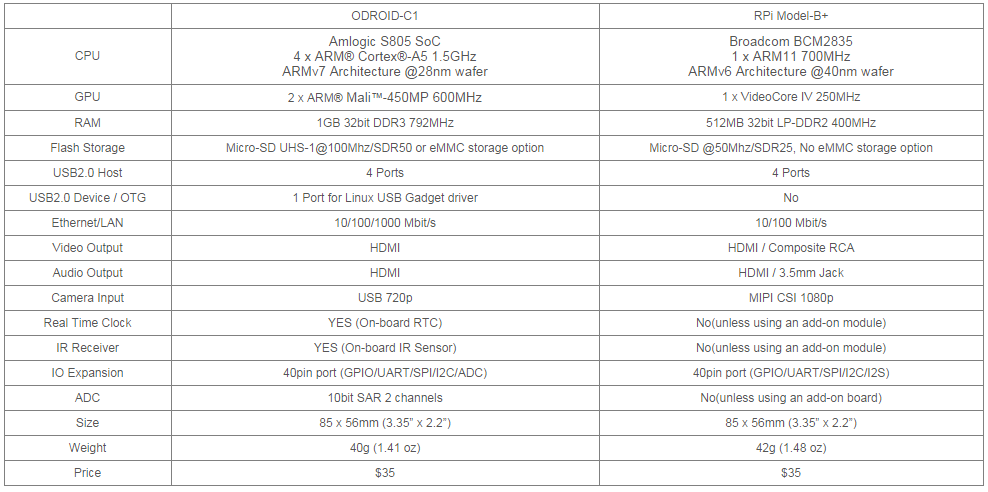 ODROID-C1 RPi Model-B+
CPU Amlogic S805 SoC Broadcom BCM2835
4 x ARM® Cortex®-A5 1.5GHz 1 x ARM11 700MHz
ARMv7 Architecture @28nm wafer ARMv6 Architecture @40nm wafer
GPU 2 x ARM® Mali™-450MP 600MHz 1 x VideoCore IV 250MHz
RAM 1GB 32bit DDR3 792MHz 512MB 32bit LP-DDR2 400MHz
Flash Storage Micro-SD UHS-1@100Mhz/SDR50 or eMMC storage option Micro-SD @50Mhz/SDR25, No eMMC storage option
USB2.0 Host 4 Ports 4 Ports
USB2.0 Device / OTG 1 Port for Linux USB Gadget driver No
Ethernet/LAN 10/100/1000 Mbit/s 10/100 Mbit/s
Video Output HDMI HDMI / Composite RCA
Audio Output HDMI HDMI / 3.5mm Jack
Camera Input USB 720p MIPI CSI 1080p
Real Time Clock YES (On-board RTC) No(unless using an add-on module)
IR Receiver YES (On-board IR Sensor) No(unless using an add-on module)
IO Expansion 40pin port (GPIO/UART/SPI/I2C/ADC) 40pin port (GPIO/UART/SPI/I2C/I2S)
ADC 10bit SAR 2 channels No(unless using an add-on board)
Size 85 x 56mm (3.35” x 2.2”) 85 x 56mm (3.35” x 2.2”)
Weight 40g (1.41 oz) 42g (1.48 oz)
Price $35 $35